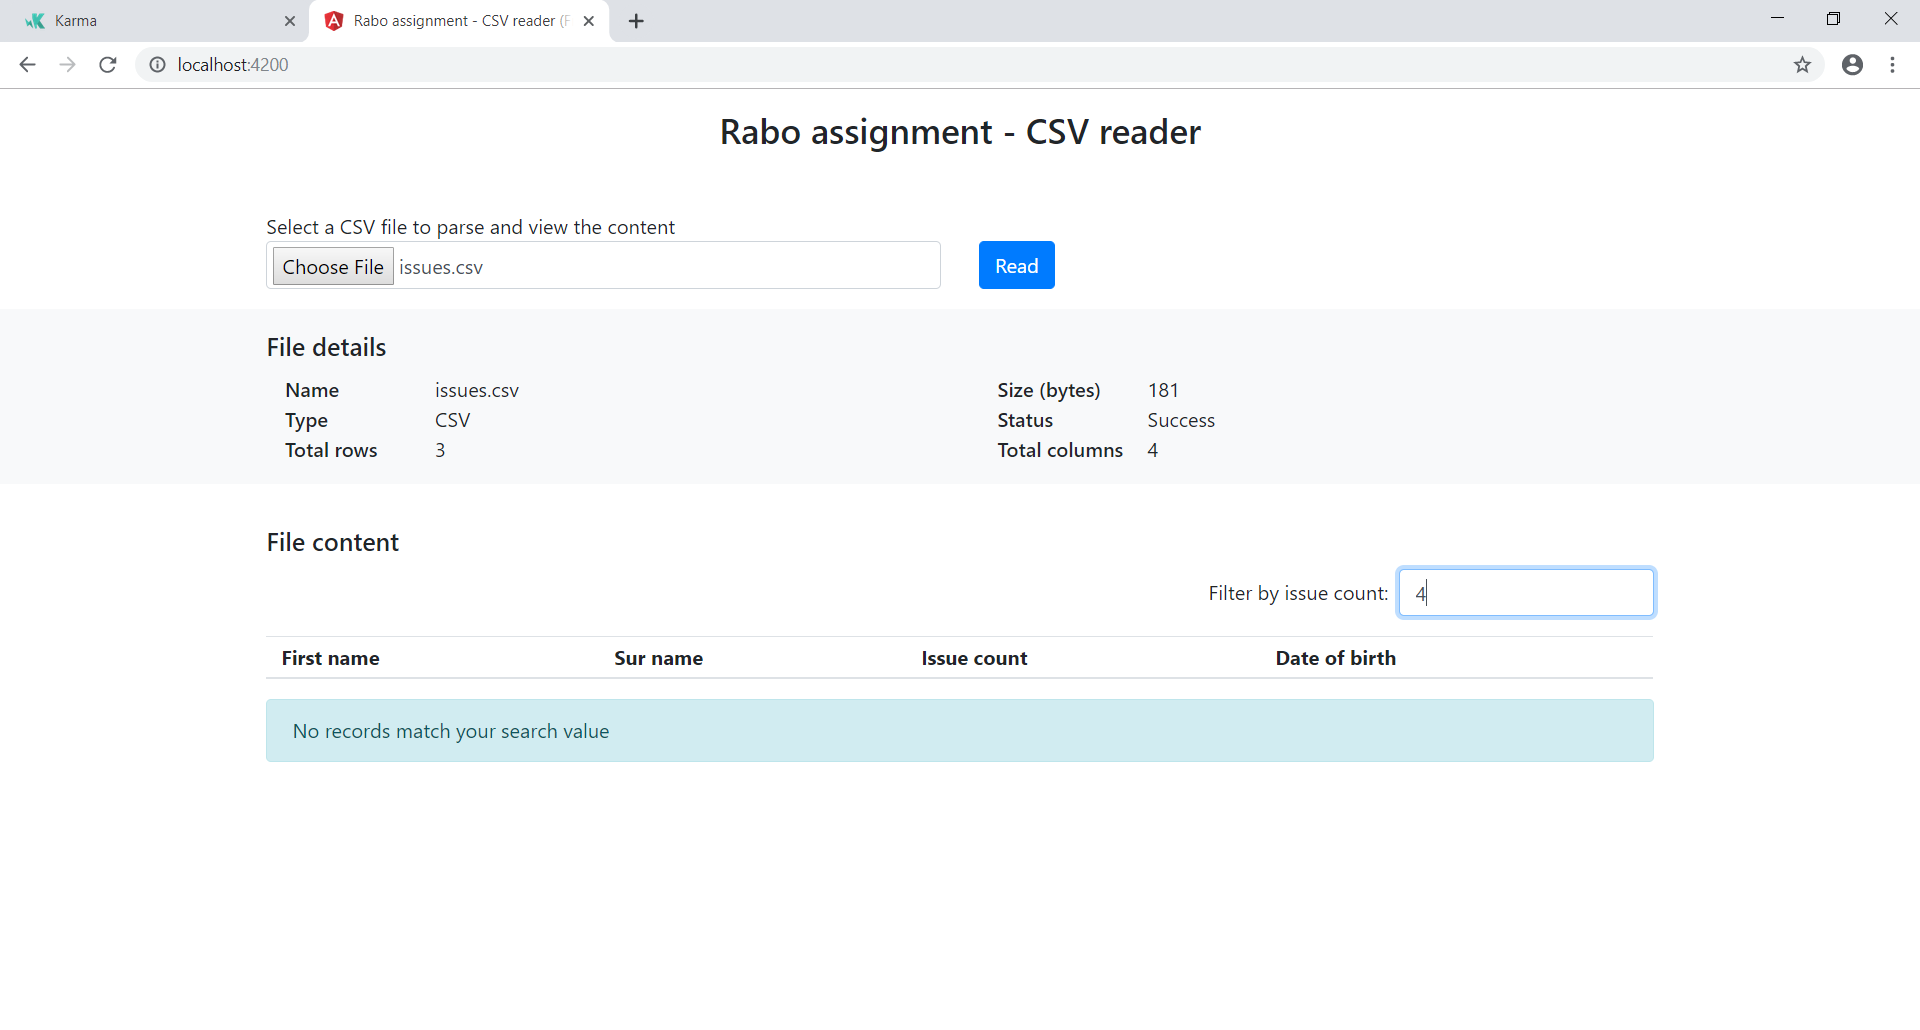 Karma
Rabo assignment - CSV reader (
localhost:4200
Rabo assignment - CSV reader
Select a CSV file to parse and view the content
Choose File issues.csv Read
File details
Name issues.csv Size (bytes) 181
Type CSV Status Success
Total rows 3 Total columns 4
File content
Filter by issue count: 4
First name Sur name Issue count Date of birth
No records match your search value